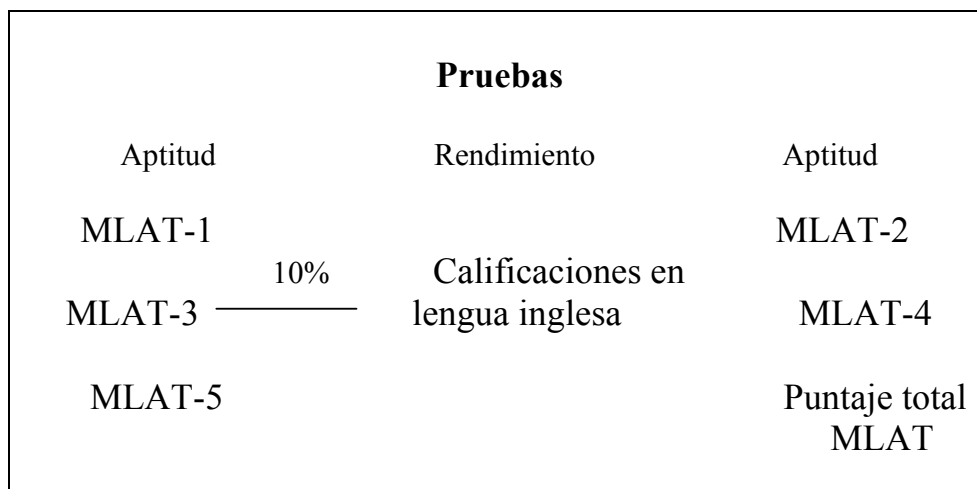 Pruebas
Aptitud Rendimiento Aptitud
MLAT-1 MLAT-2
10% Calificaciones en
MLAT-3 lengua inglesa MLAT-4
MLAT-5 Puntaje total
MLAT